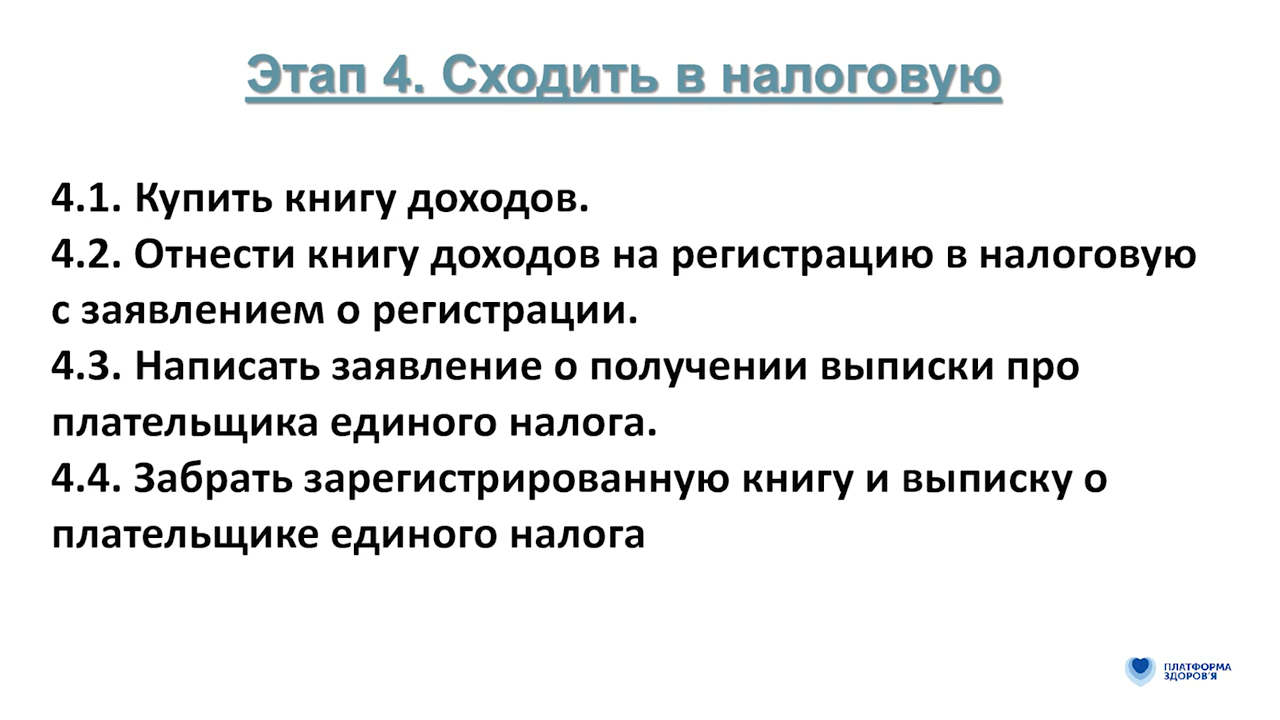 Этап 4. Сходить в налоговую
4.1. Купить книгу доходов.
4.2. Отнести книгу доходов на регистрацию в налоговую
с заявлением о регистрации.
4.3. Написать заявление о получении выписки про
плательщика единого налога.
4.4. Забрать зарегистрированную книгу и выписку о
плательщике единого налога
ПЛАТФОРМА
ЗДОРОВ'Я